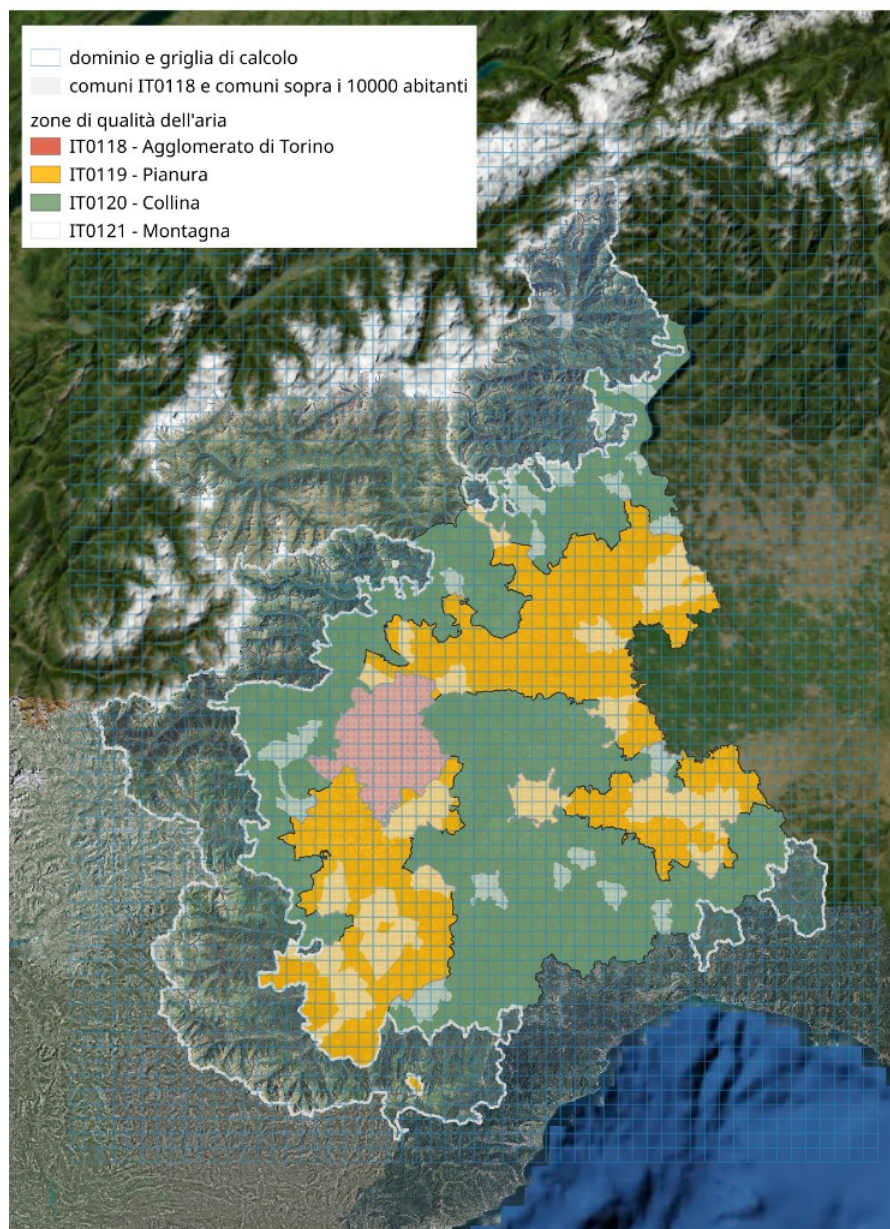 dominio e griglia di calcolo
comuni IT0118 e comuni sopra i 10000 abitanti
zone di qualità dell'aria
IT0118 - Agglomerato di Torino
IT0119 - Pianura
IT0120 - Collina
IT0121 - Montagna